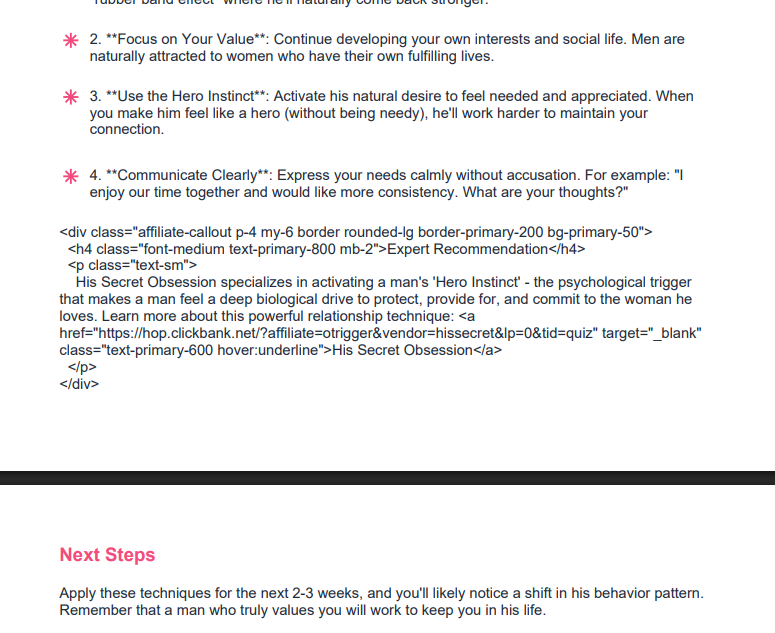 "rubber band effect" where he'll naturally come back stronger.
2. **Focus on Your Value**: Continue developing your own interests and social life. Men are
naturally attracted to women who have their own fulfilling lives.
3. **Use the Hero Instinct**: Activate his natural desire to feel needed and appreciated. When
you make him feel like a hero (without being needy), he'll work harder to maintain your
connection.
4. **Communicate Clearly**: Express your needs calmly without accusation. For example: "I
enjoy our time together and would like more consistency. What are your thoughts?"
<div class="affiliate-callout p-4 my-6 border rounded-lg border-primary-200 bg-primary-50">
<h4 class="font-medium text-primary-800 mb-2">Expert Recommendation</h4>
<p class="text-sm">
His Secret Obsession specializes in activating a man's 'Hero Instinct' - the psychological trigger
that makes a man feel a deep biological drive to protect, provide for, and commit to the woman he
loves. Learn more about this powerful relationship technique: <a
href="https://hop.clickbank.net/?affiliate=otrigger&vendor=hissecret&lp=0&tid=quiz" target="_blank"
class="text-primary-600 hover:underline">His Secret Obsession</a>
</p>
</div>
Next Steps
Apply these techniques for the next 2-3 weeks, and you'll likely notice a shift in his behavior pattern.
Remember that a man who truly values you will work to keep you in his life.